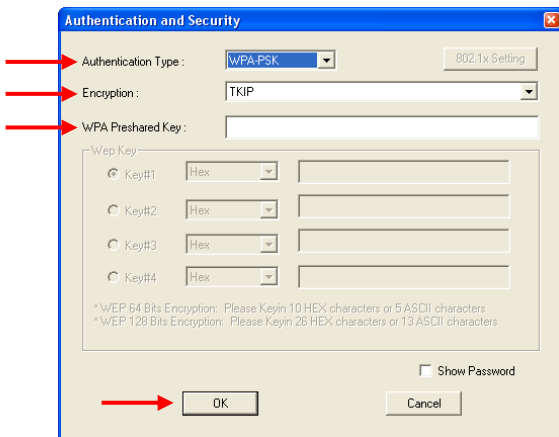 Authentication and Security
Authentication Type : WPA-PSK 802.1x Setting
Encryption : TKIP
WPA Preshared Key :
Wep Key
Key#1 Hex
Key#2 Hex
Key#3 Hex
Key#4 Hex
* WEP 64 Bits Encryption: Please Keyin 10 HEX characters or 5 ASCII characters
* WEP 128 Bits Encryption: Please Keyin 26 HEX characters or 13 ASCII characters
Show Password
OK Cancel